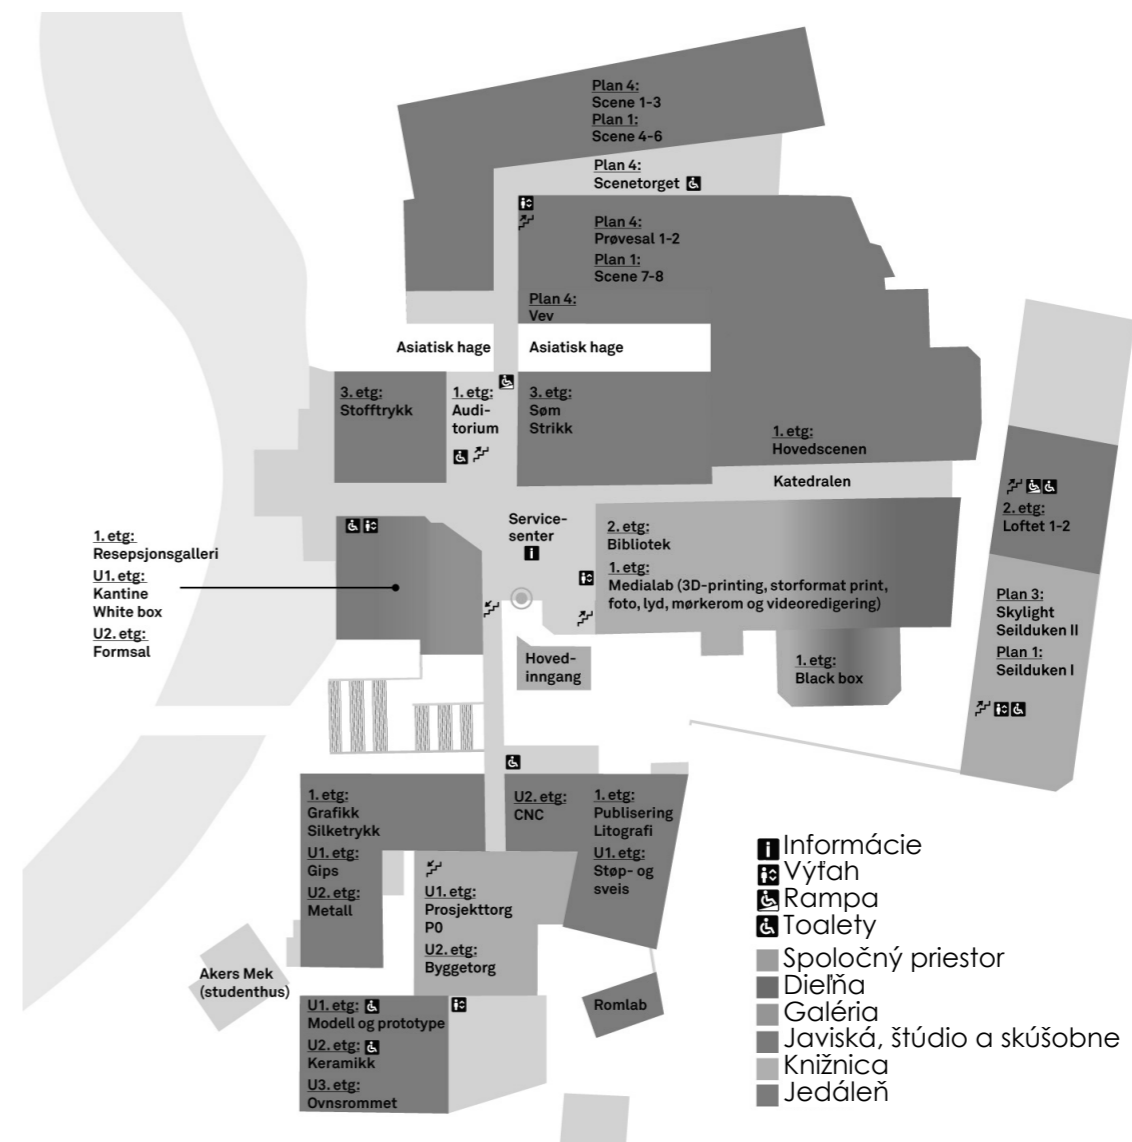 Plan 4:
Scene 1-3
Plan 1:
Scene 4-6
Plan 4:
Scenetorget
Plan 4:
Prøvesal 1-2
Plan 1:
Scene 7-8
Plan 4:
Vev
Asiatisk hage
Asiatisk hage
3. etg:
Stofftrykk
1. etg:
Audi-
torium
3. etg:
Søm
Strikk
1. etg:
Hovedscenen
Katedralen
2. etg:
Loftet 1-2
1. etg:
Resepsjonsgalleri
U1. etg:
Kantine
White box
U2. etg:
Formsal
Service-
senter
2. etg:
Bibliotek
1. etg:
Medialab (3D-printing, storformat print,
foto, lyd, mørkerom og videoredigering)
Plan 3:
Skylight
Seilduken II
Plan 1:
Seilduken I
Hoved-
inngang
1. etg:
Black box
1. etg:
Grafikk
Silketrykk
U1. etg:
Gips
U2. etg:
Metall
U2. etg:
CNC
1. etg:
Publisering
Litografi
U1. etg:
Støp- og
sveis
U1. etg:
Prosjekttorg
P0
U2. etg:
Byggetorg
Akers Mek
(studenthus)
U1. etg:
Modell og prototype
U2. etg:
Keramikk
U3. etg:
Ovnsrommet
Romlab
Informácie
Výťah
Rampa
Toalety
Spoločný priestor
Dieľňa
Galéria
Javiská, štúdio a skúšobne
Knižnica
Jedáleň